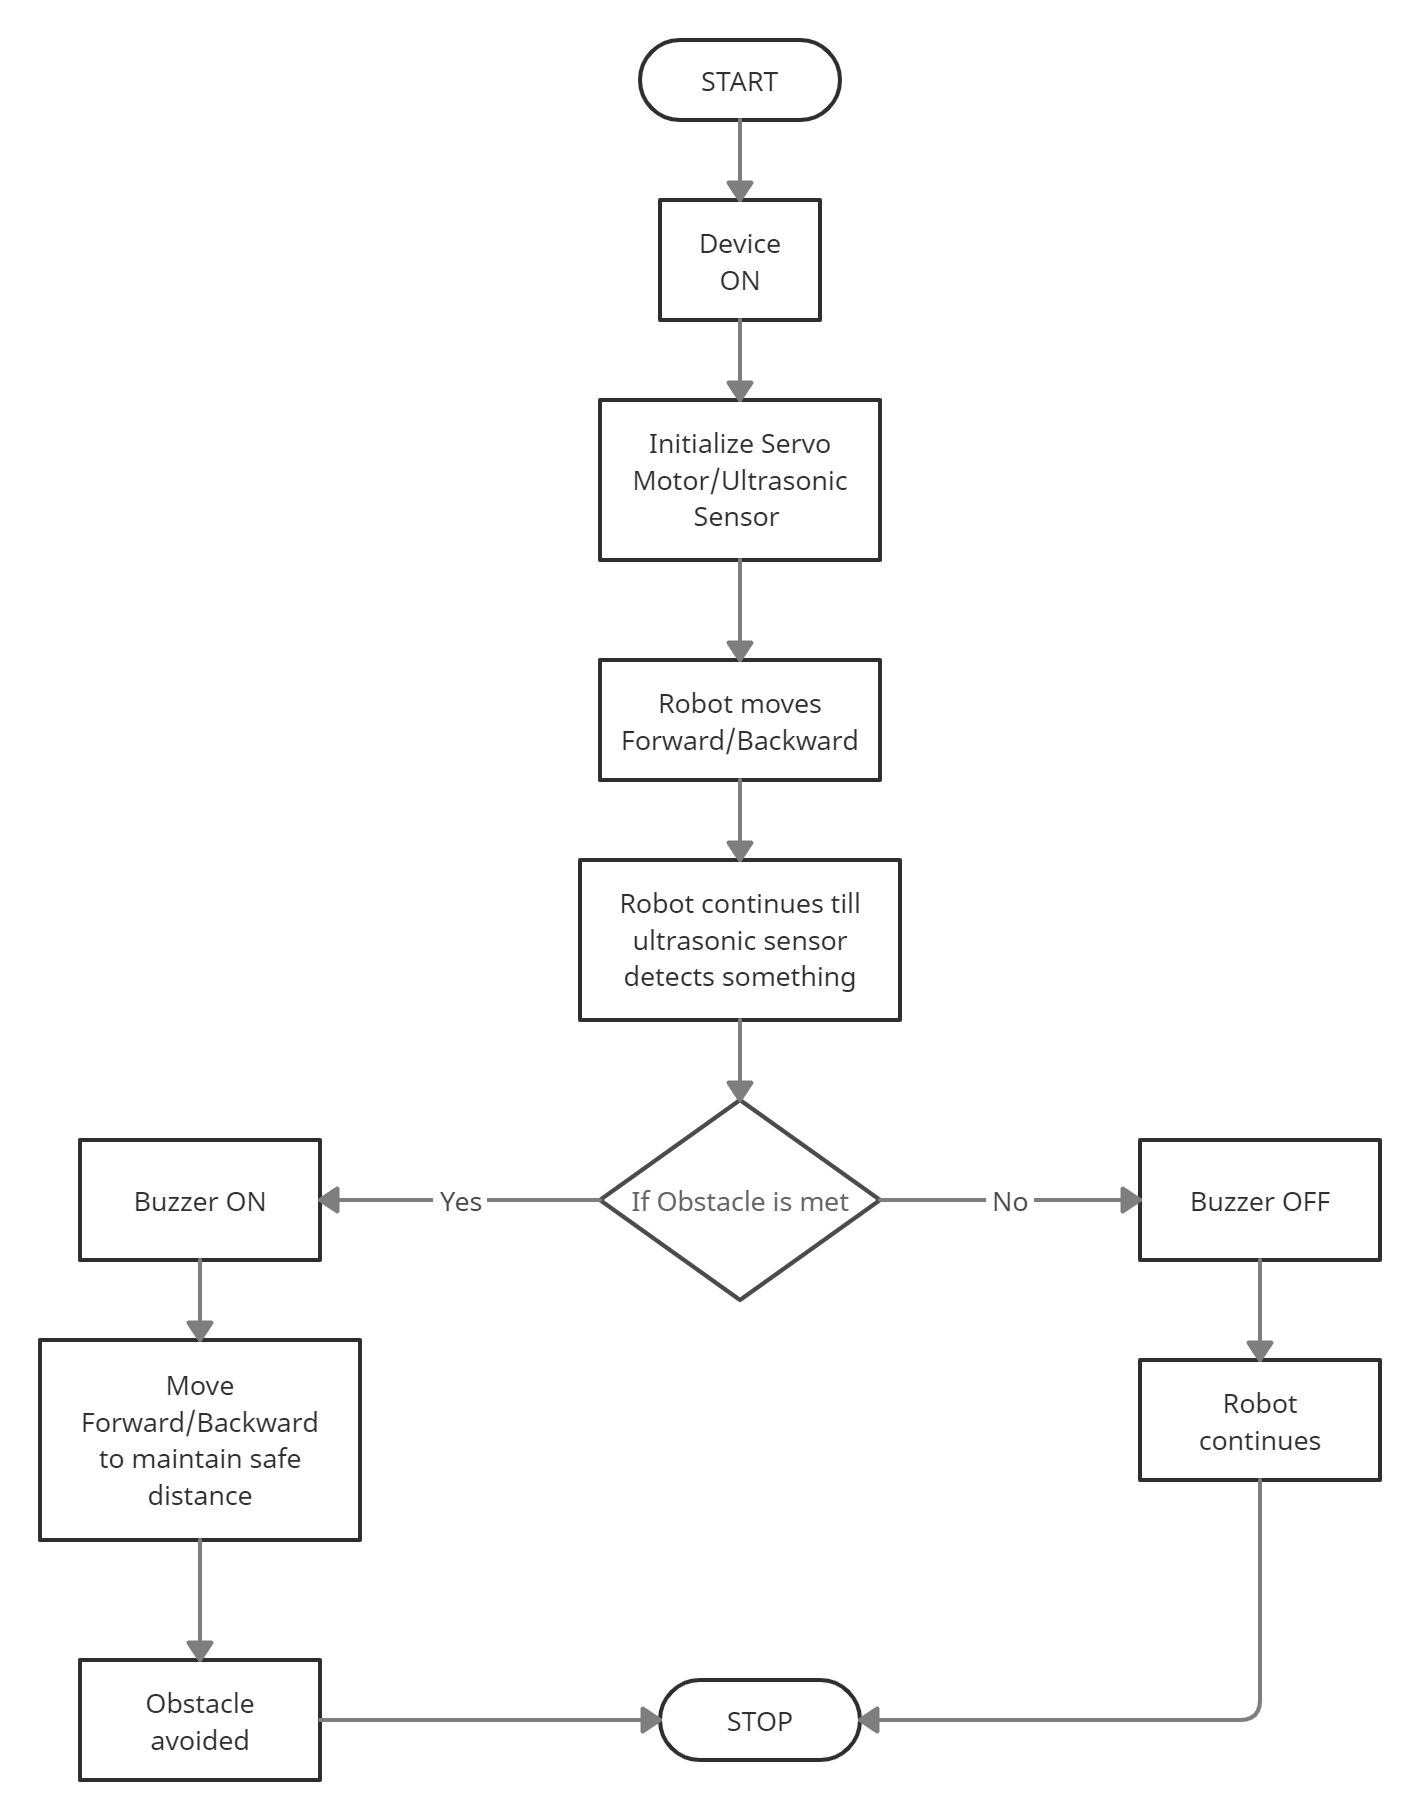 START
Device
ON
Initialize Servo
Motor/Ultrasonic
Sensor
Robot moves
Forward/Backward
Robot continues till
ultrasonic sensor
detects something
If Obstacle is met
Yes
No
Buzzer ON
Buzzer OFF
Move
Forward/Backward
to maintain safe
distance
Robot
continues
Obstacle
avoided
STOP